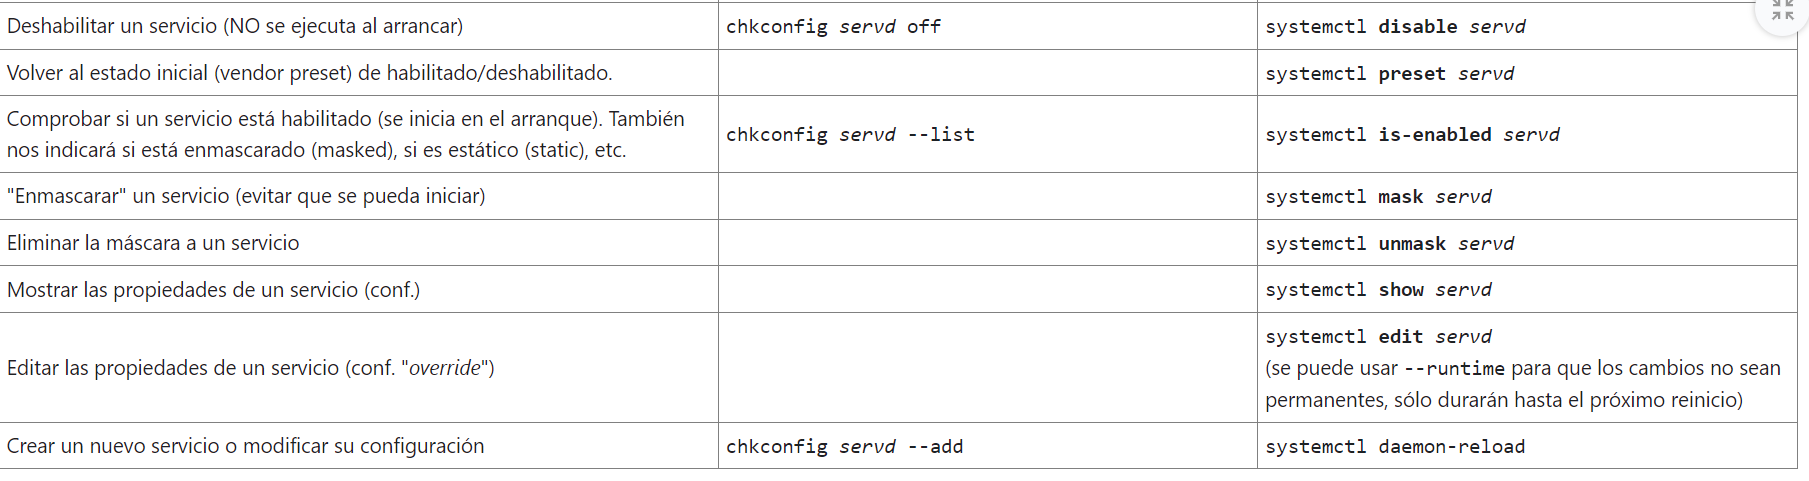 Deshabilitar un servicio (NO se ejecuta al arrancar)
chkconfig servd off
systemctl disable servd
Volver al estado inicial (vendor preset) de habilitado/deshabilitado.
systemctl preset servd
Comprobar si un servicio está habilitado (se inicia en el arranque). También
nos indicará si está enmascarado (masked), si es estático (static), etc.
chkconfig servd --list
systemctl is-enabled servd
"Enmascarar" un servicio (evitar que se pueda iniciar)
systemctl mask servd
Eliminar la máscara a un servicio
systemctl unmask servd
Mostrar las propiedades de un servicio (conf.)
systemctl show servd
Editar las propiedades de un servicio (conf. "override")
systemctl edit servd
(se puede usar --runtime para que los cambios no sean
permanentes, sólo durarán hasta el próximo reinicio)
Crear un nuevo servicio o modificar su configuración
chkconfig servd --add
systemctl daemon-reload